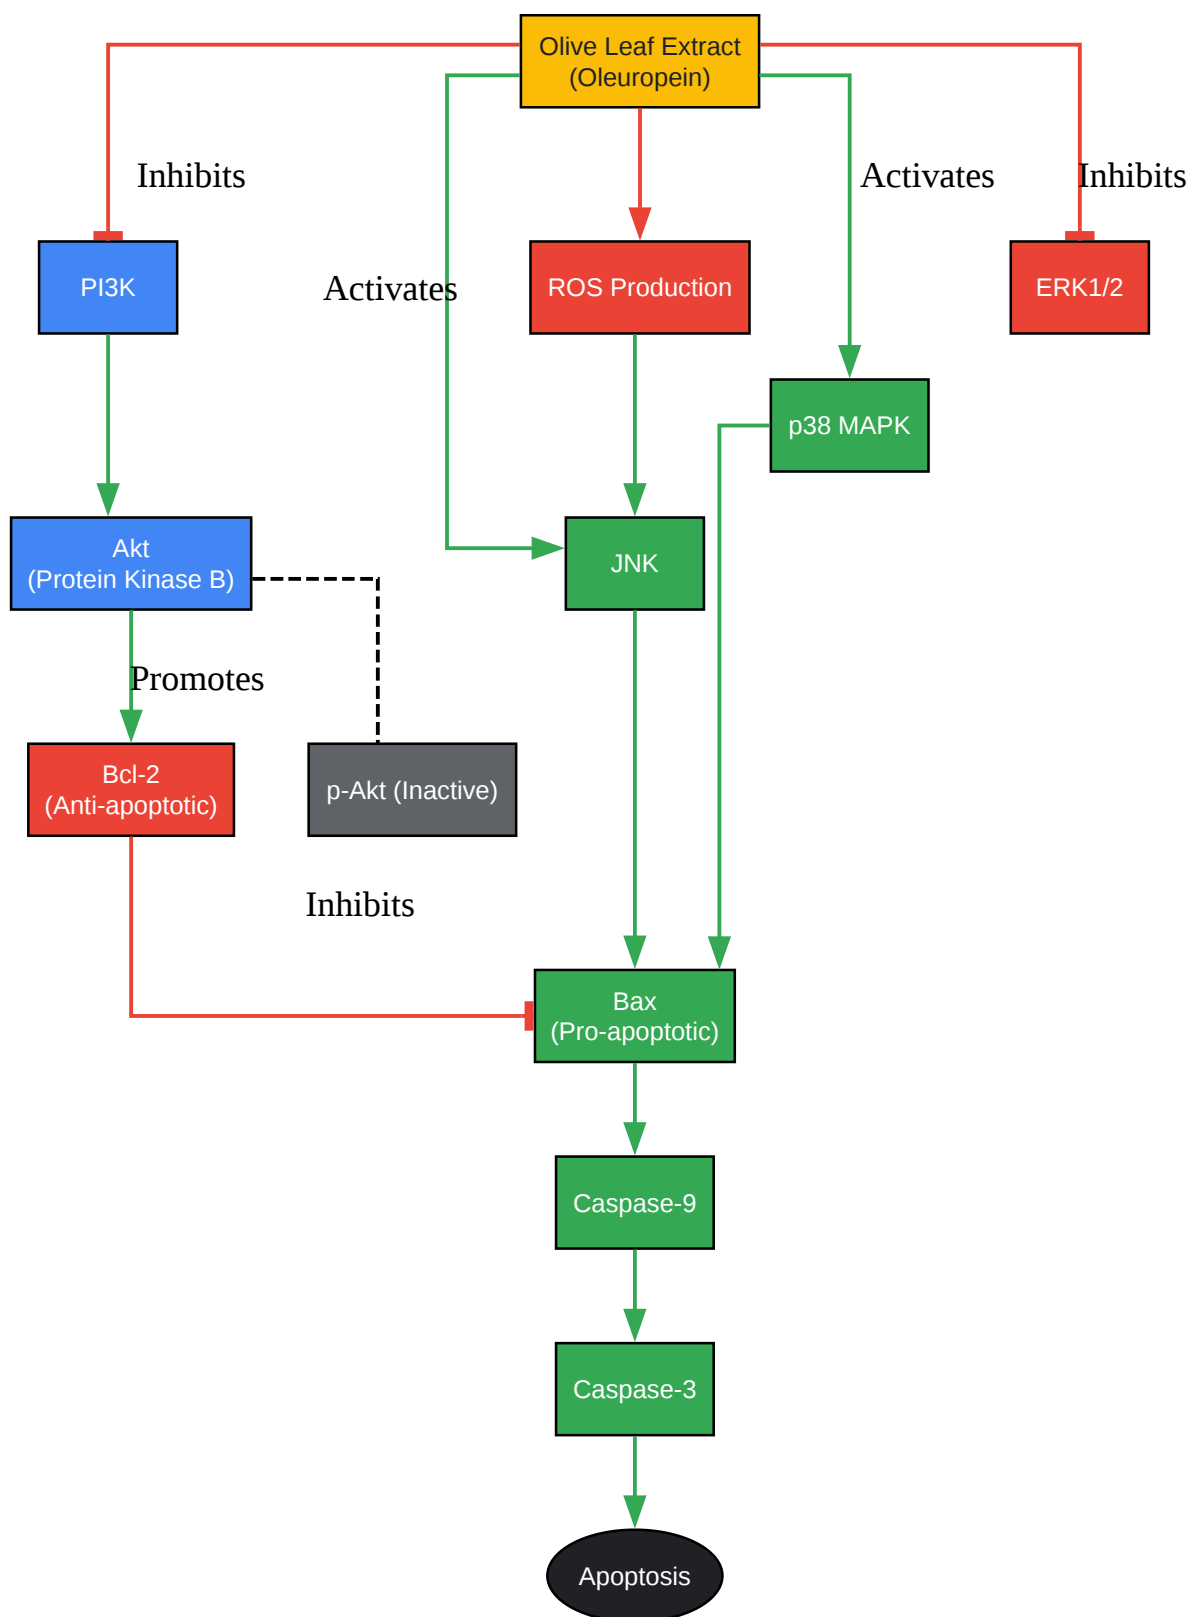 Olive Leaf Extract
(Oleuropein)
Inhibits
Activates
Inhibits
Activates
PI3K
ROS Production
ERK1/2
p38 MAPK
Akt
(Protein Kinase B)
JNK
Promotes
Bcl-2
(Anti-apoptotic)
p-Akt (Inactive)
Inhibits
Bax
(Pro-apoptotic)
Caspase-9
Caspase-3
Apoptosis